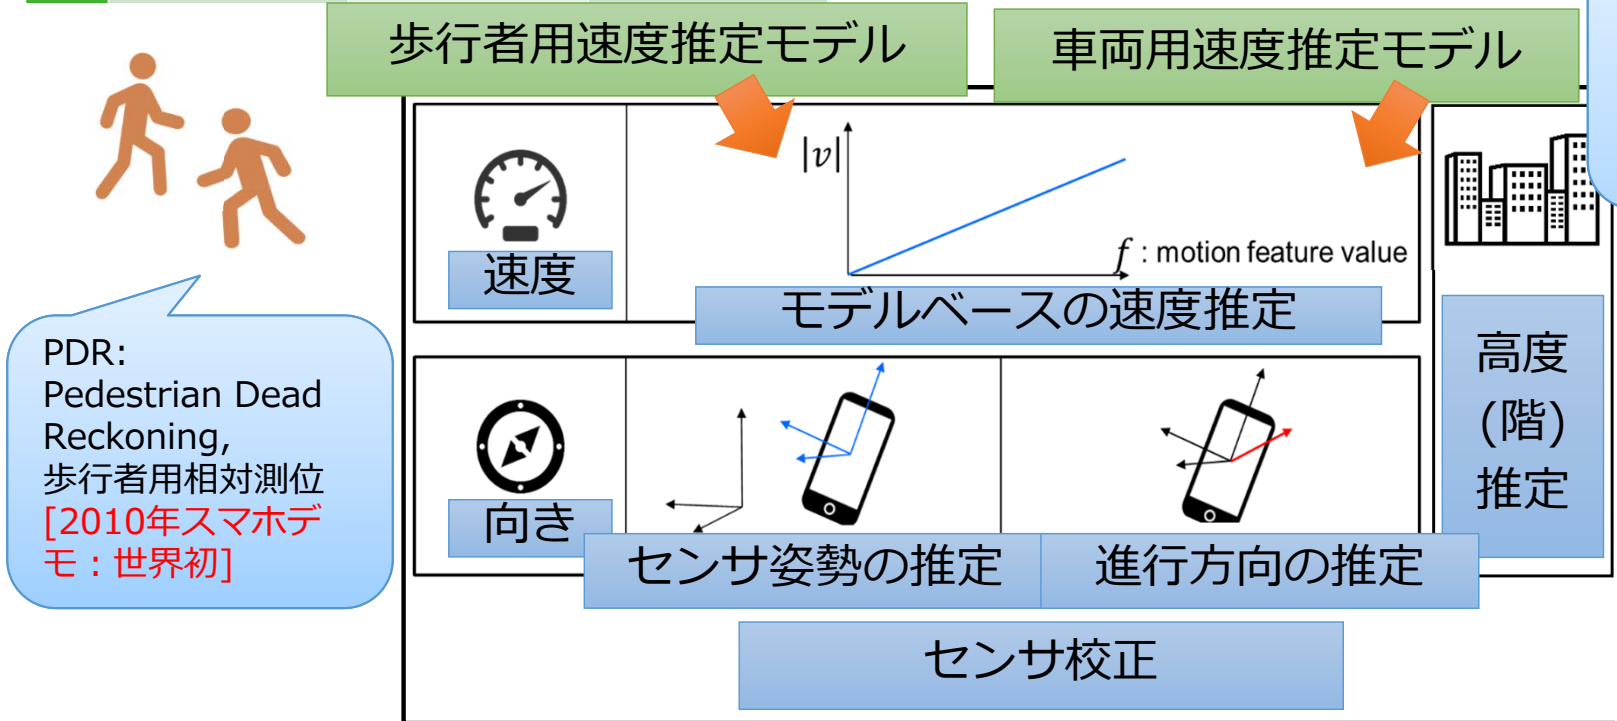 歩行者用速度推定モデル
車両用速度推定モデル
|v|
f : motion feature value
速度
モデルベースの速度推定
PDR:
Pedestrian Dead
Reckoning,
歩行者用相対測位
[2010年スマホデ
モ：世界初]
向き
センサ姿勢の推定
進行方向の推定
高度
(階)
推定
センサ校正